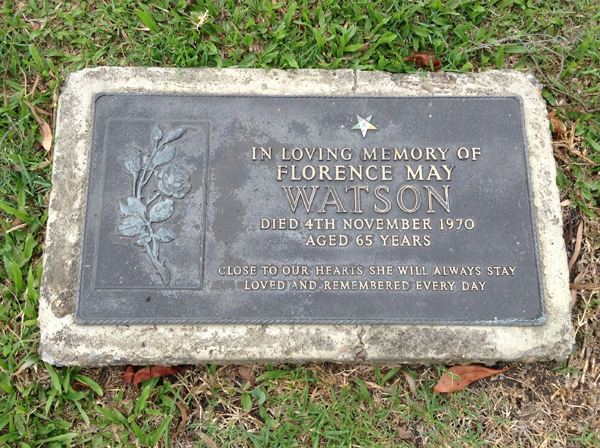 IN LOVING MEMORY OF
FLORENCE MAY
WATSON
DIED 4TH NOVEMBER 1970
AGED 65 YEARS
CLOSE TO OUR HEARTS SHE WILL ALWAYS STAY
LOVED AND REMEMBERED EVERY DAY